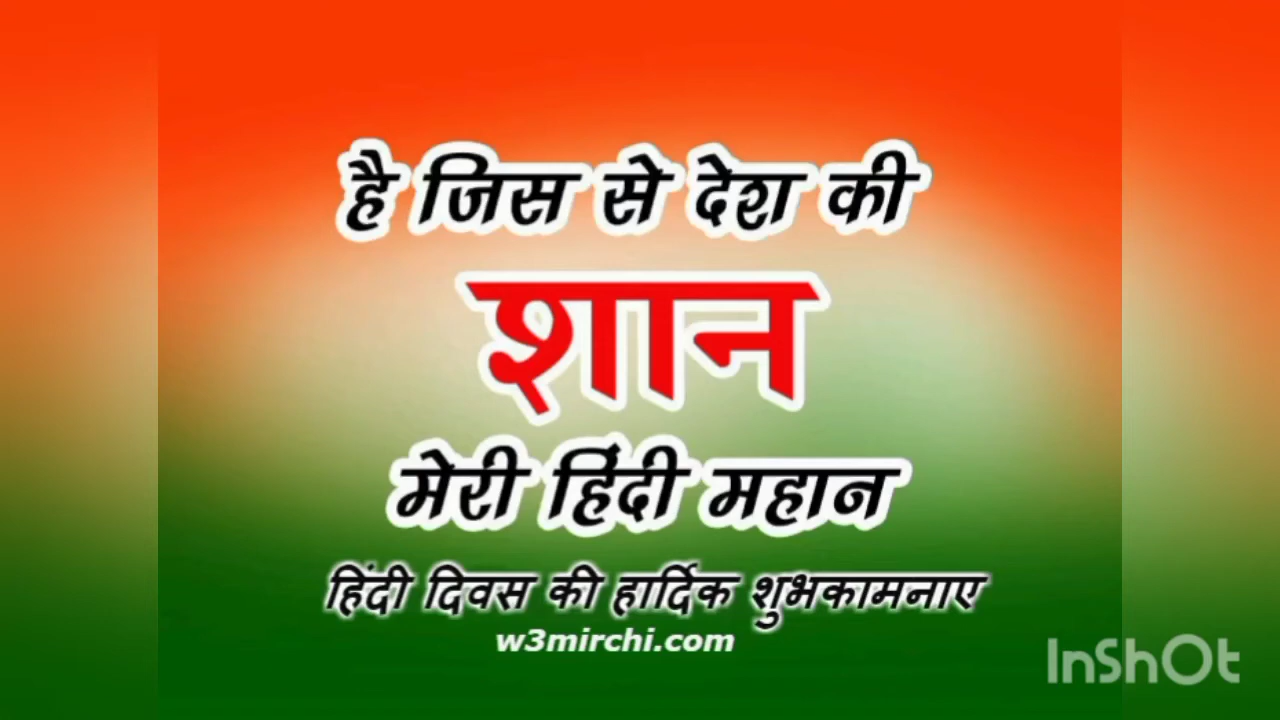 है जिस से देश की
शान
मेरी हिंदी महान
हिंदी दिवस की हार्दिक शुभकामनाए
w3mirchi.com
InShOt